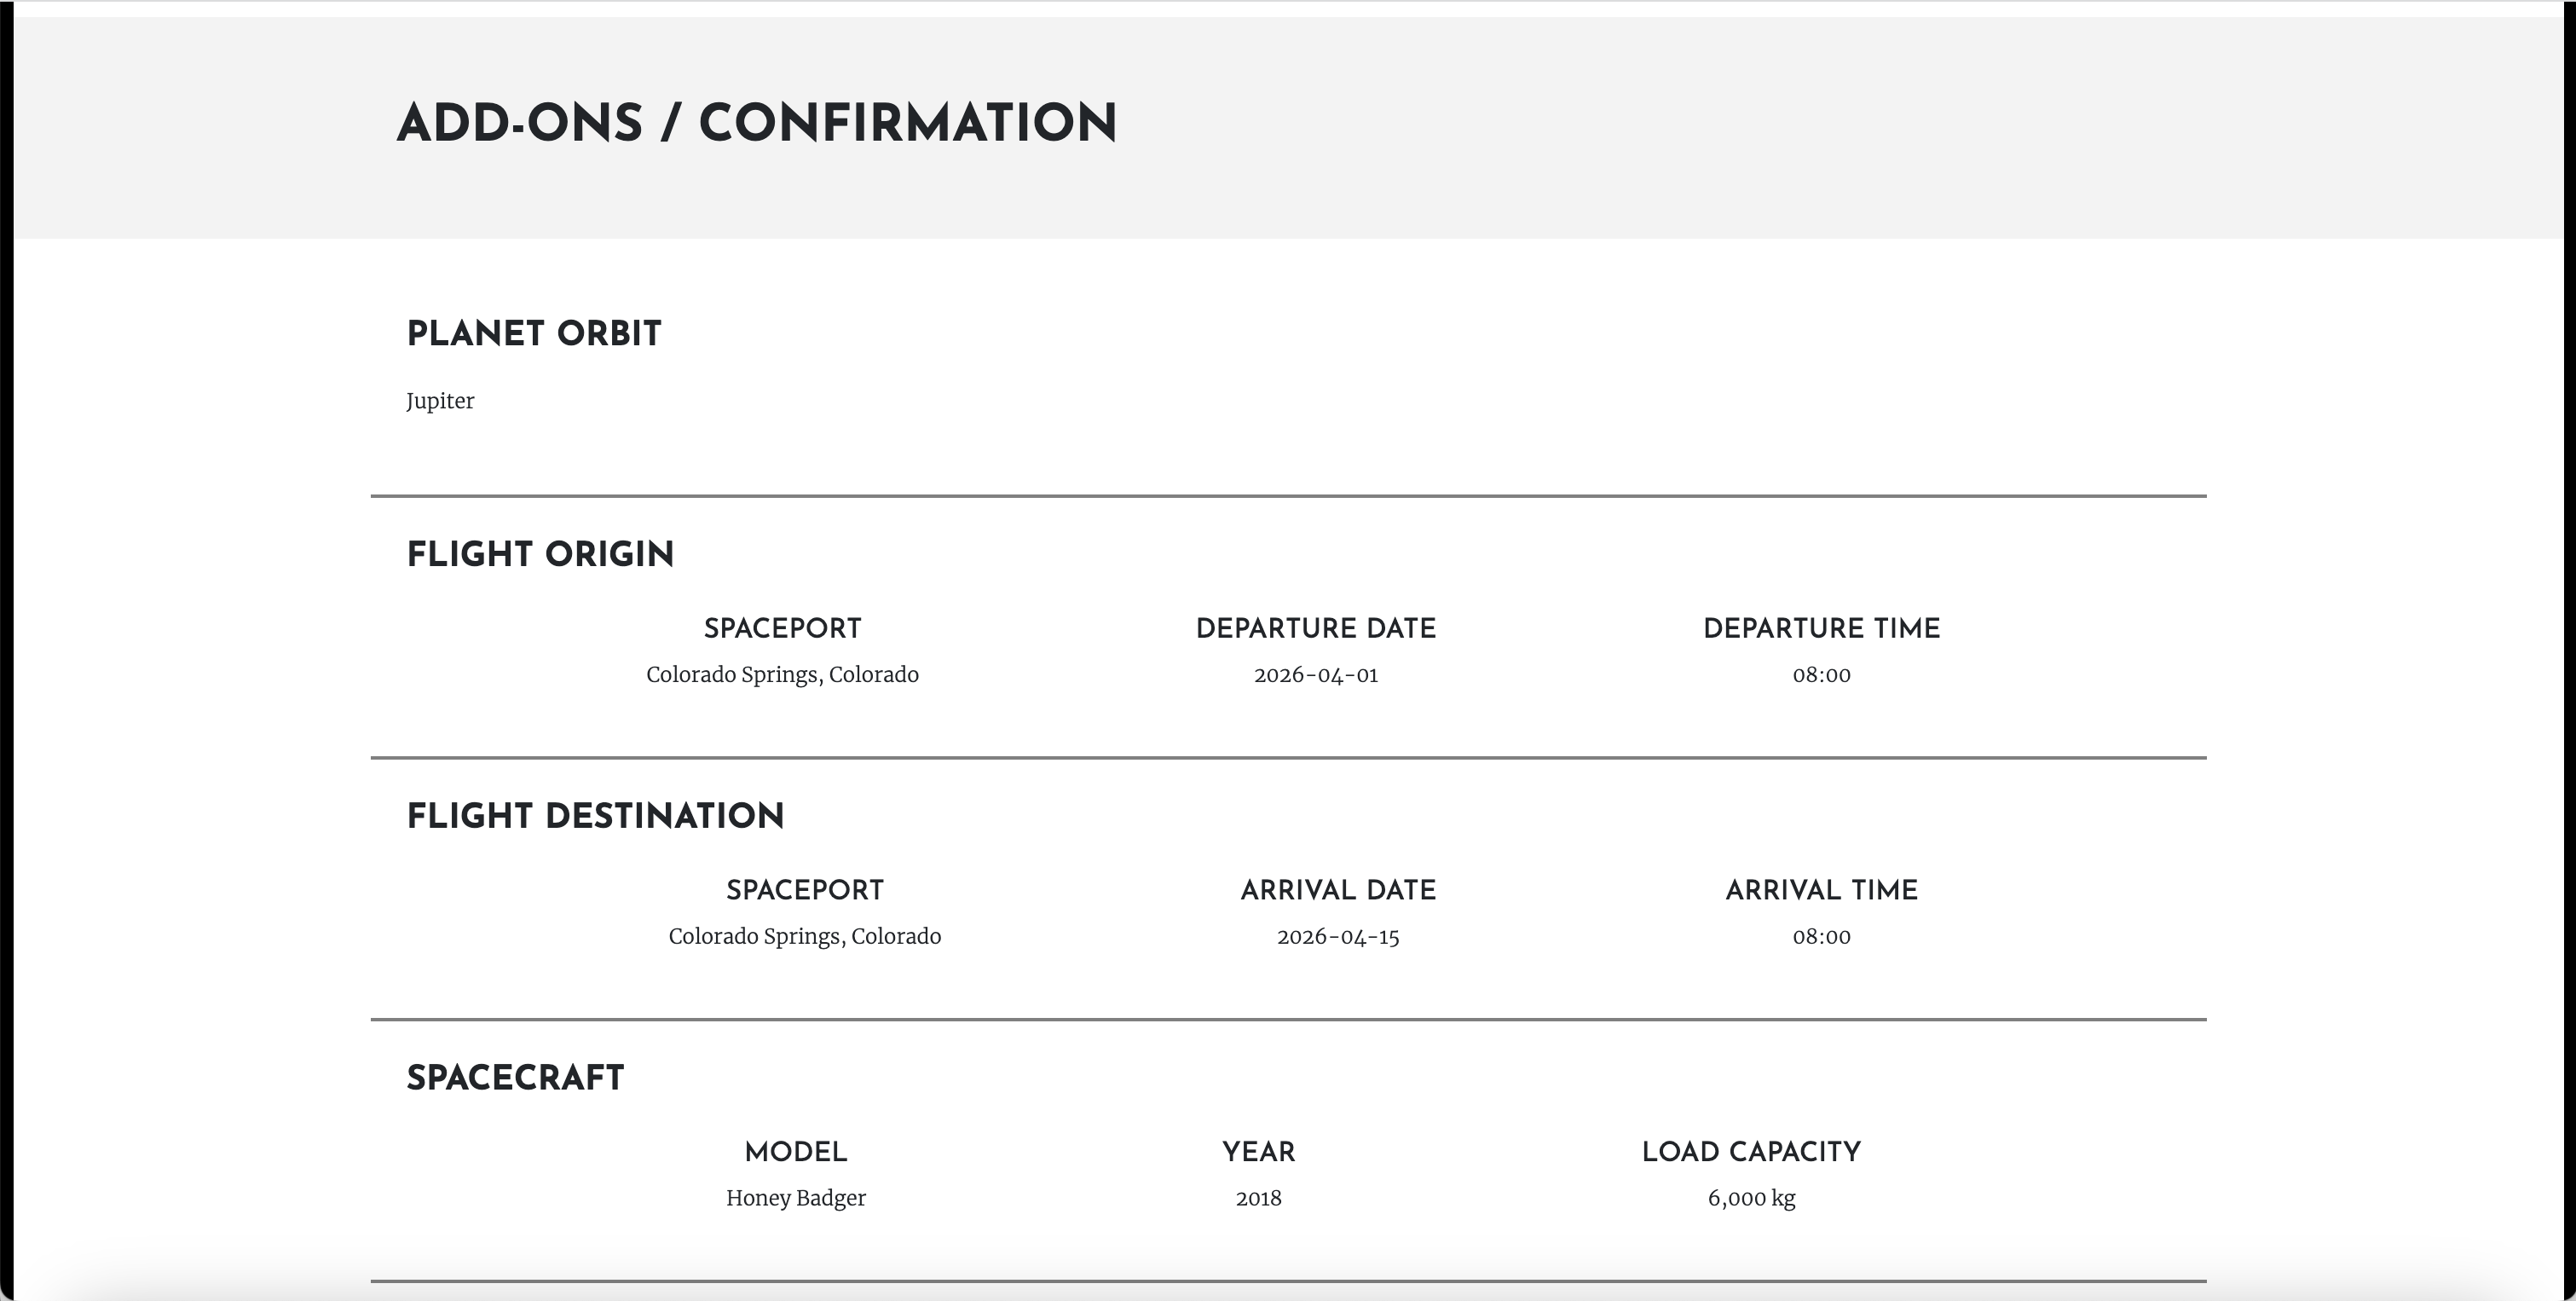 ADD-ONS / CONFIRMATION
PLANET ORBIT
Jupiter
FLIGHT ORIGIN
SPACEPORT DEPARTURE DATE DEPARTURE TIME
Colorado Springs, Colorado 2026-04-01 08:00
FLIGHT DESTINATION
SPACEPORT ARRIVAL DATE ARRIVAL TIME
Colorado Springs, Colorado 2026-04-15 08:00
SPACECRAFT
MODEL YEAR LOAD CAPACITY
Honey Badger 2018 6,000 kg